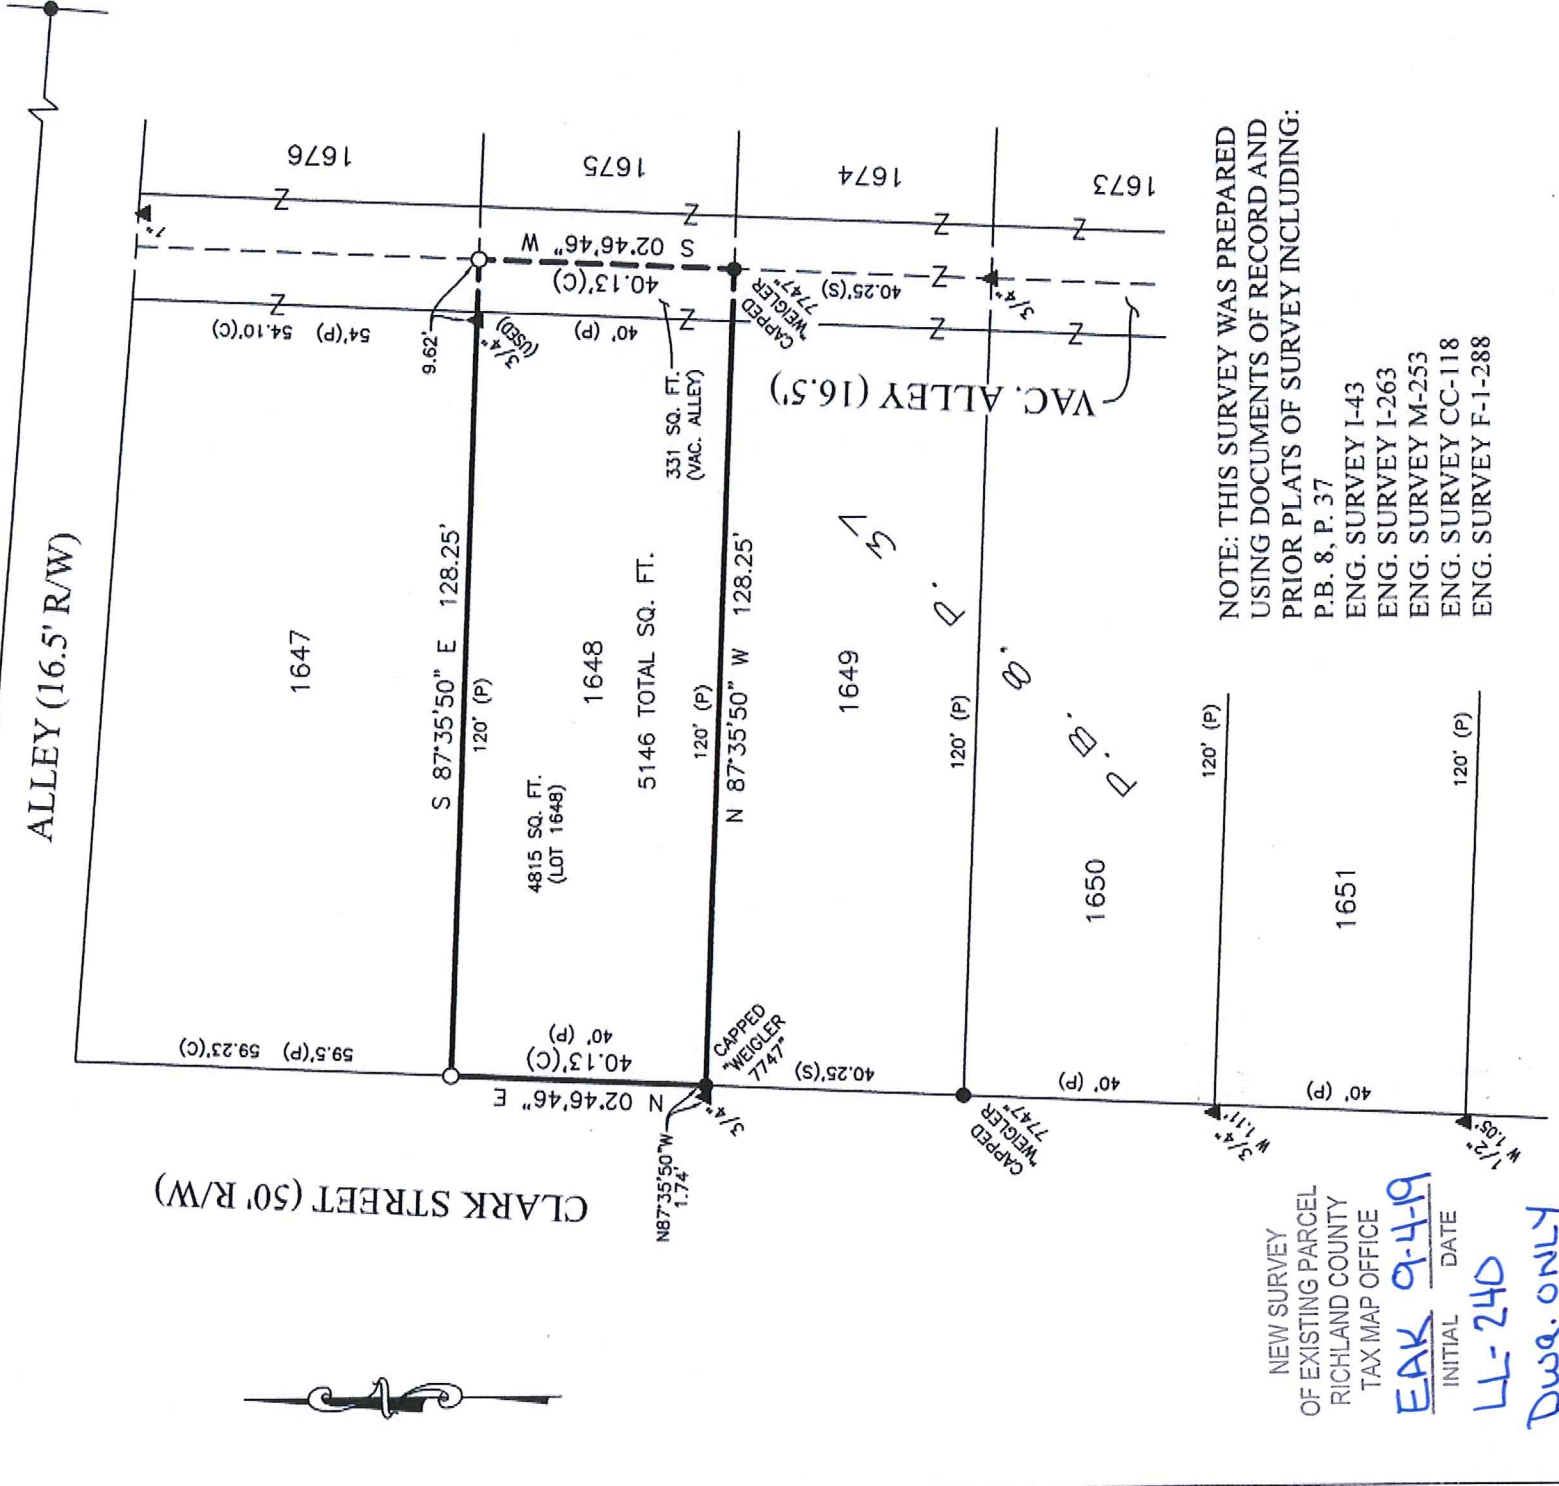 ALLEY (16.5' R/W)
1676
1675
1674
1673
1"
S 02°46'46" W
40.13'(C)
40.25'(S)
54'(P) 54.10'(C)
40' (P)
9.62'
3/4"
(USED)
CAPPED
"WEIGLER
7747"
3/4"
331 SQ. FT.
(VAC. ALLEY)
VAC. ALLEY (16.5')
S 87°35'50" E 128.25'
120' (P)
1647
1648
5146 TOTAL SQ. FT.
4815 SQ. FT.
(LOT 1648)
120' (P)
N 87°35'50" W 128.25'
1649
120' (P)
P. B. 8, P. 37
1650
120' (P)
1651
120' (P)
59.5'(P) 59.23'(C)
40' (P)
40.13'(C)
N 02°46'46" E
CAPPED
"WEIGLER
7747"
3/4"
N87°35'50"W
1.74'
40.25'(S)
CAPPED
"WEIGLER
7747"
40' (P)
3/4"
W 1.11'
40' (P)
1/2"
W 1.05'
CLARK STREET (50' R/W)
NOTE: THIS SURVEY WAS PREPARED
USING DOCUMENTS OF RECORD AND
PRIOR PLATS OF SURVEY INCLUDING:
P.B. 8, P. 37
ENG. SURVEY I-43
ENG. SURVEY I-263
ENG. SURVEY M-253
ENG. SURVEY CC-118
ENG. SURVEY F-1-288
NEW SURVEY
OF EXISTING PARCEL
RICHLAND COUNTY
TAX MAP OFFICE
EAK 9-4-19
INITIAL DATE
LL-240
Dwg. ONLY